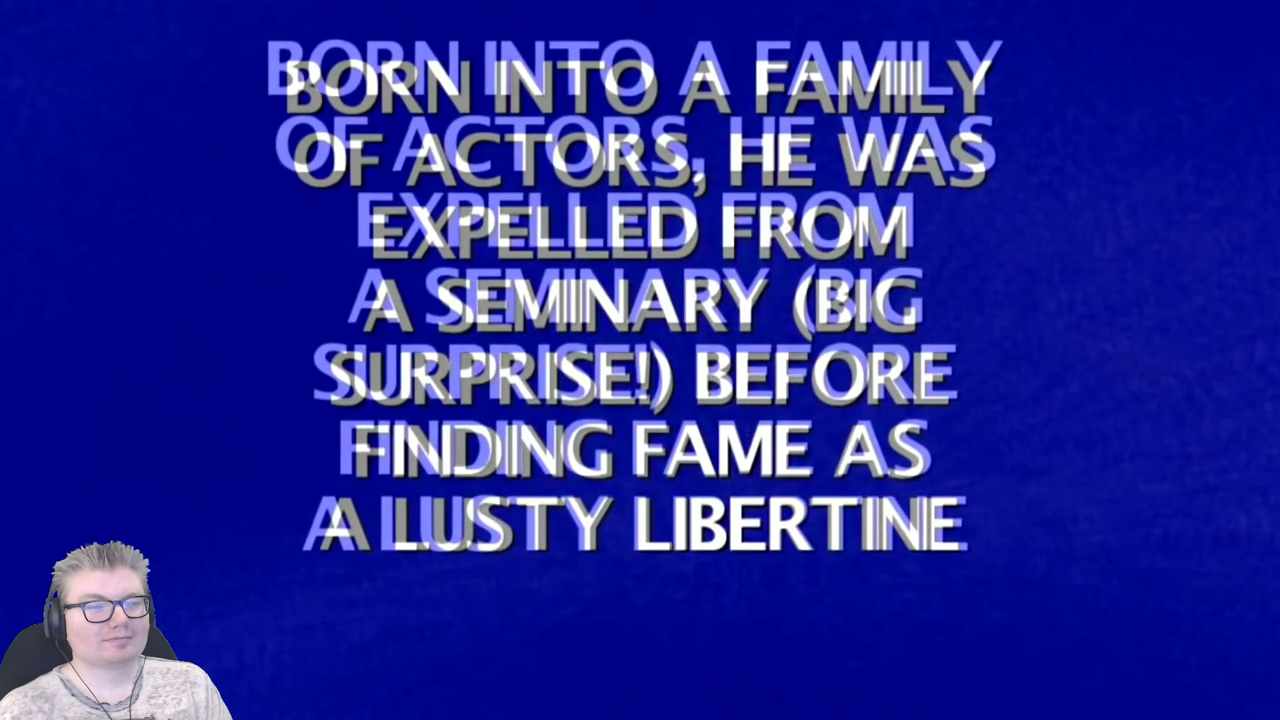 BORN INTO A FAMILY
OF ACTORS, HE WAS
EXPELLED FROM
A SEMINARY (BIG
SURPRISE!) BEFORE
FINDING FAME AS
A LUSTY LIBERTINE